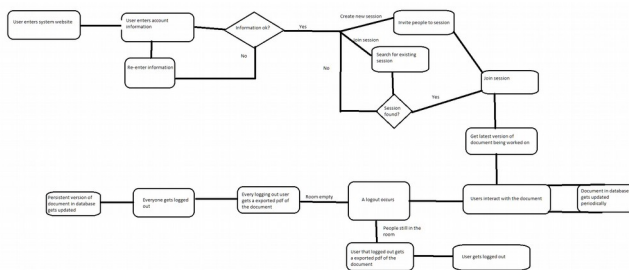 User enters system website
User enters account
information
Information ok?
Yes
No
Re-enter information
Create new session
Invite people to session
Join session
Search for existing
session
No
Session
found?
Yes
Join session
Get latest version of
document being worked on
Users interact with the document
Document in database
gets updated
periodically
A logout occurs
Room empty
Every logging out user
gets a exported pdf of
the document
Everyone gets logged
out
Persistent version of
document in database
gets updated
People still in the
room
User that logged out gets
a exported pdf of the
document
User gets logged out